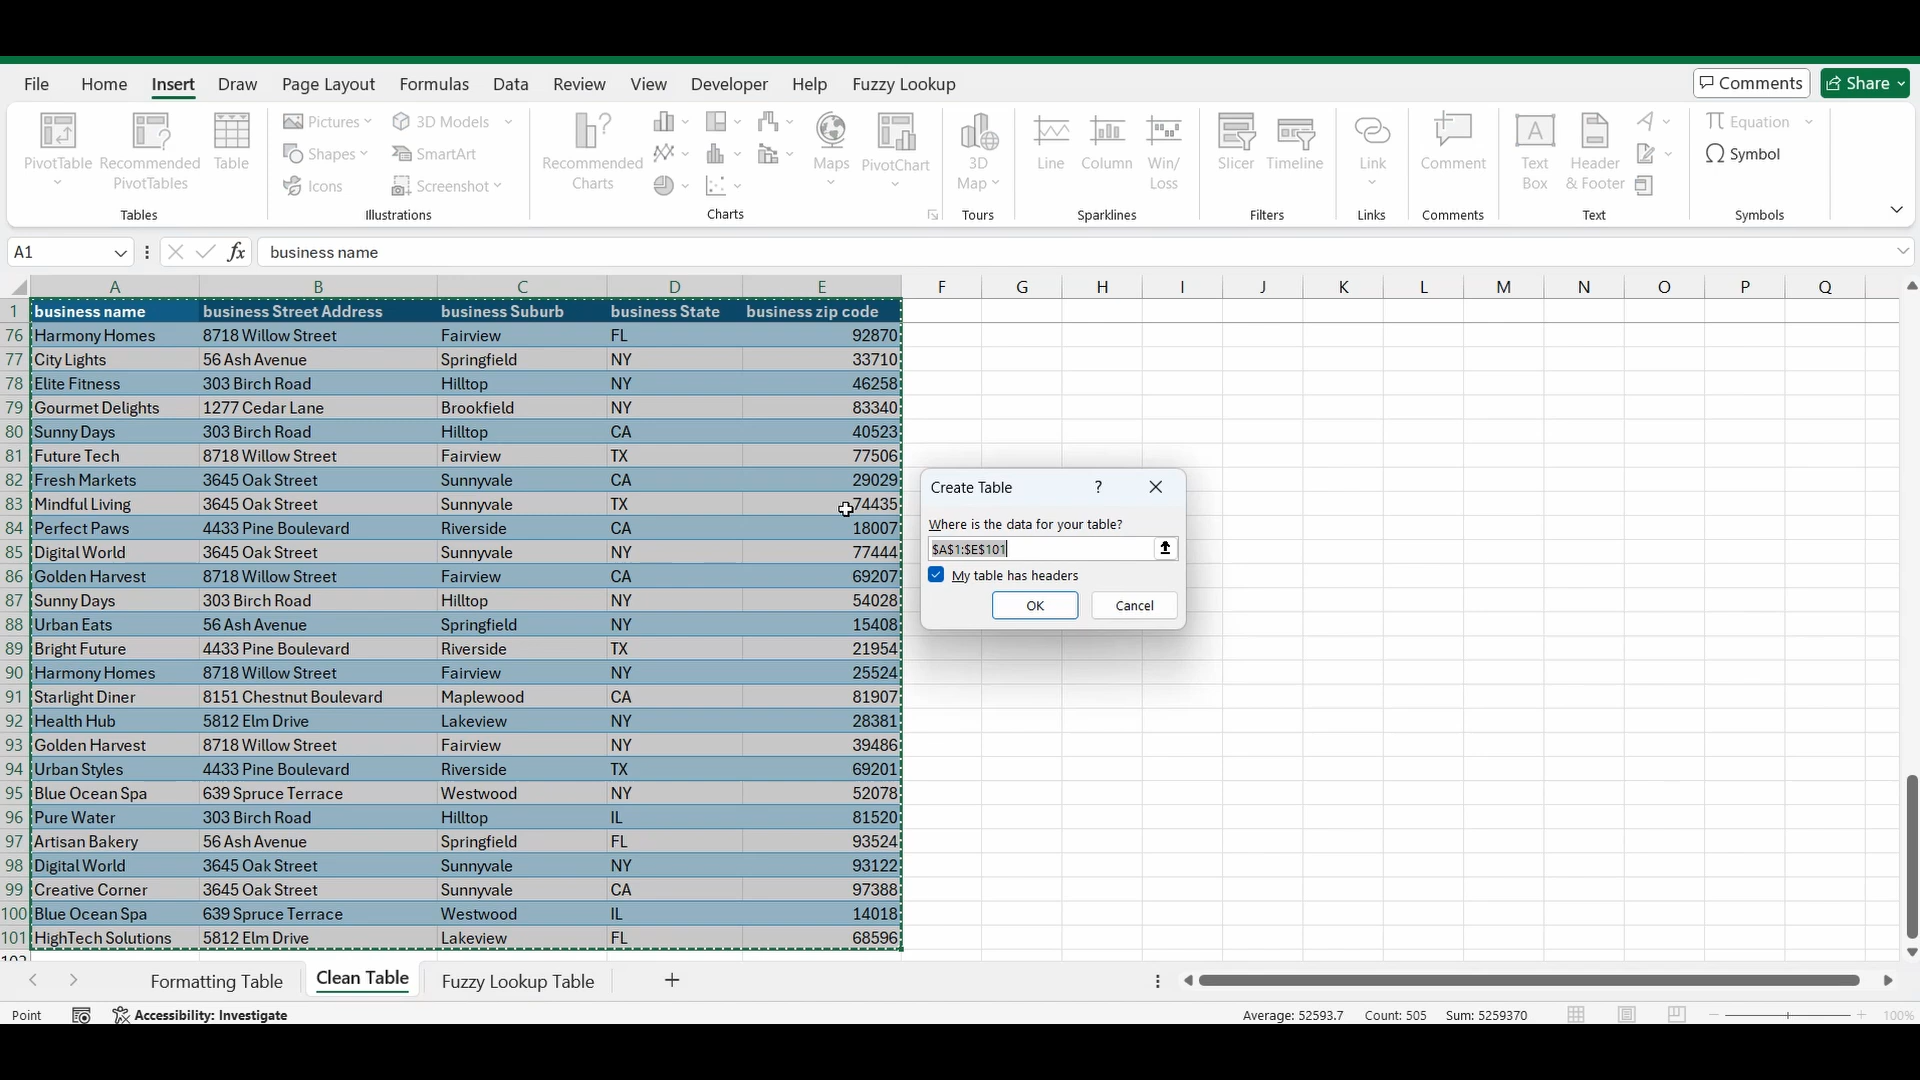 File Home Insert Draw Page Layout Formulas Data Review View Developer Help Fuzzy Lookup Comments Share
PivotTable Recommended PivotTables Table Pictures Shapes Icons 3D Models SmartArt Screenshot Recommended Charts Maps PivotChart 3D Map Line Column Win/Loss Slicer Timeline Link Comment Text Box Header & Footer Equation Symbol
Tables Illustrations Charts Tours Sparklines Filters Links Comments Text Symbols
A1 fx business name
A B C D E F G H I J K L M N O P Q
1 business name business Street Address business Suburb business State business zip code
76 Harmony Homes 8718 Willow Street Fairview FL 92870
77 City Lights 56 Ash Avenue Springfield NY 33710
78 Elite Fitness 303 Birch Road Hilltop NY 46258
79 Gourmet Delights 1277 Cedar Lane Brookfield NY 83340
80 Sunny Days 303 Birch Road Hilltop CA 40523
81 Future Tech 8718 Willow Street Fairview TX 77506
82 Fresh Markets 3645 Oak Street Sunnyvale CA 29029
83 Mindful Living 3645 Oak Street Sunnyvale TX 74435
84 Perfect Paws 4433 Pine Boulevard Riverside CA 18007
85 Digital World 3645 Oak Street Sunnyvale NY 77444
86 Golden Harvest 8718 Willow Street Fairview CA 69207
87 Sunny Days 303 Birch Road Hilltop NY 54028
88 Urban Eats 56 Ash Avenue Springfield NY 15408
89 Bright Future 4433 Pine Boulevard Riverside TX 21954
90 Harmony Homes 8718 Willow Street Fairview NY 25524
91 Starlight Diner 8151 Chestnut Boulevard Maplewood CA 81907
92 Health Hub 5812 Elm Drive Lakeview NY 28381
93 Golden Harvest 8718 Willow Street Fairview NY 39486
94 Urban Styles 4433 Pine Boulevard Riverside TX 69201
95 Blue Ocean Spa 639 Spruce Terrace Westwood NY 52078
96 Pure Water 303 Birch Road Hilltop IL 81520
97 Artisan Bakery 56 Ash Avenue Springfield FL 93524
98 Digital World 3645 Oak Street Sunnyvale NY 93122
99 Creative Corner 3645 Oak Street Sunnyvale CA 97388
100 Blue Ocean Spa 639 Spruce Terrace Westwood IL 14018
101 HighTech Solutions 5812 Elm Drive Lakeview FL 68596
Create Table ?
Where is the data for your table?
$A$1:$E$101
My table has headers
OK Cancel
Formatting Table Clean Table Fuzzy Lookup Table
Point Accessibility: Investigate Average: 52593.7 Count: 505 Sum: 5259370 100%